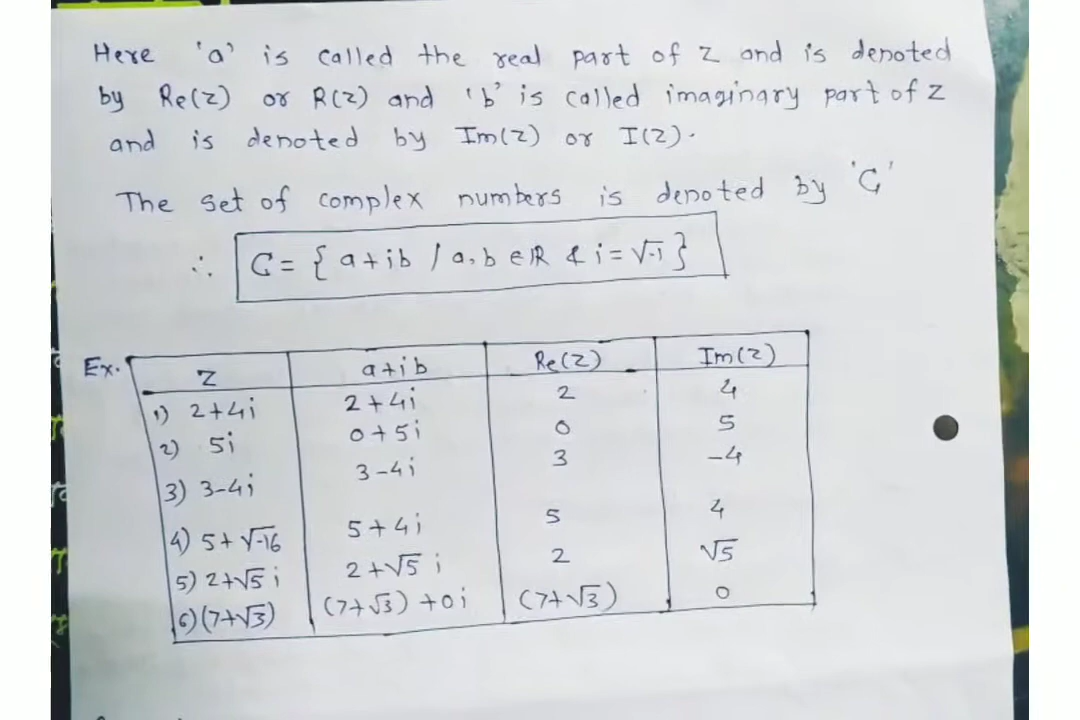 Here 'a' is called the real part of z and is denoted
by Re(z) or R(z) and 'b' is called imaginary part of z
and is denoted by Im(z) or I(z).
The set of complex numbers is denoted by 'C'
∴ C = { a+ib / a,b ∈ ℝ & i = √-1 }
Ex. z a+ib Re(z) Im(z)
1) 2+4i 2+4i 2 4
2) 5i 0+5i 0 5
3) 3-4i 3-4i 3 -4
4) 5+√-16 5+4i 5 4
5) 2+√5 i 2+√5 i 2 √5
6) (7+√3) (7+√3)+0i (7+√3) 0